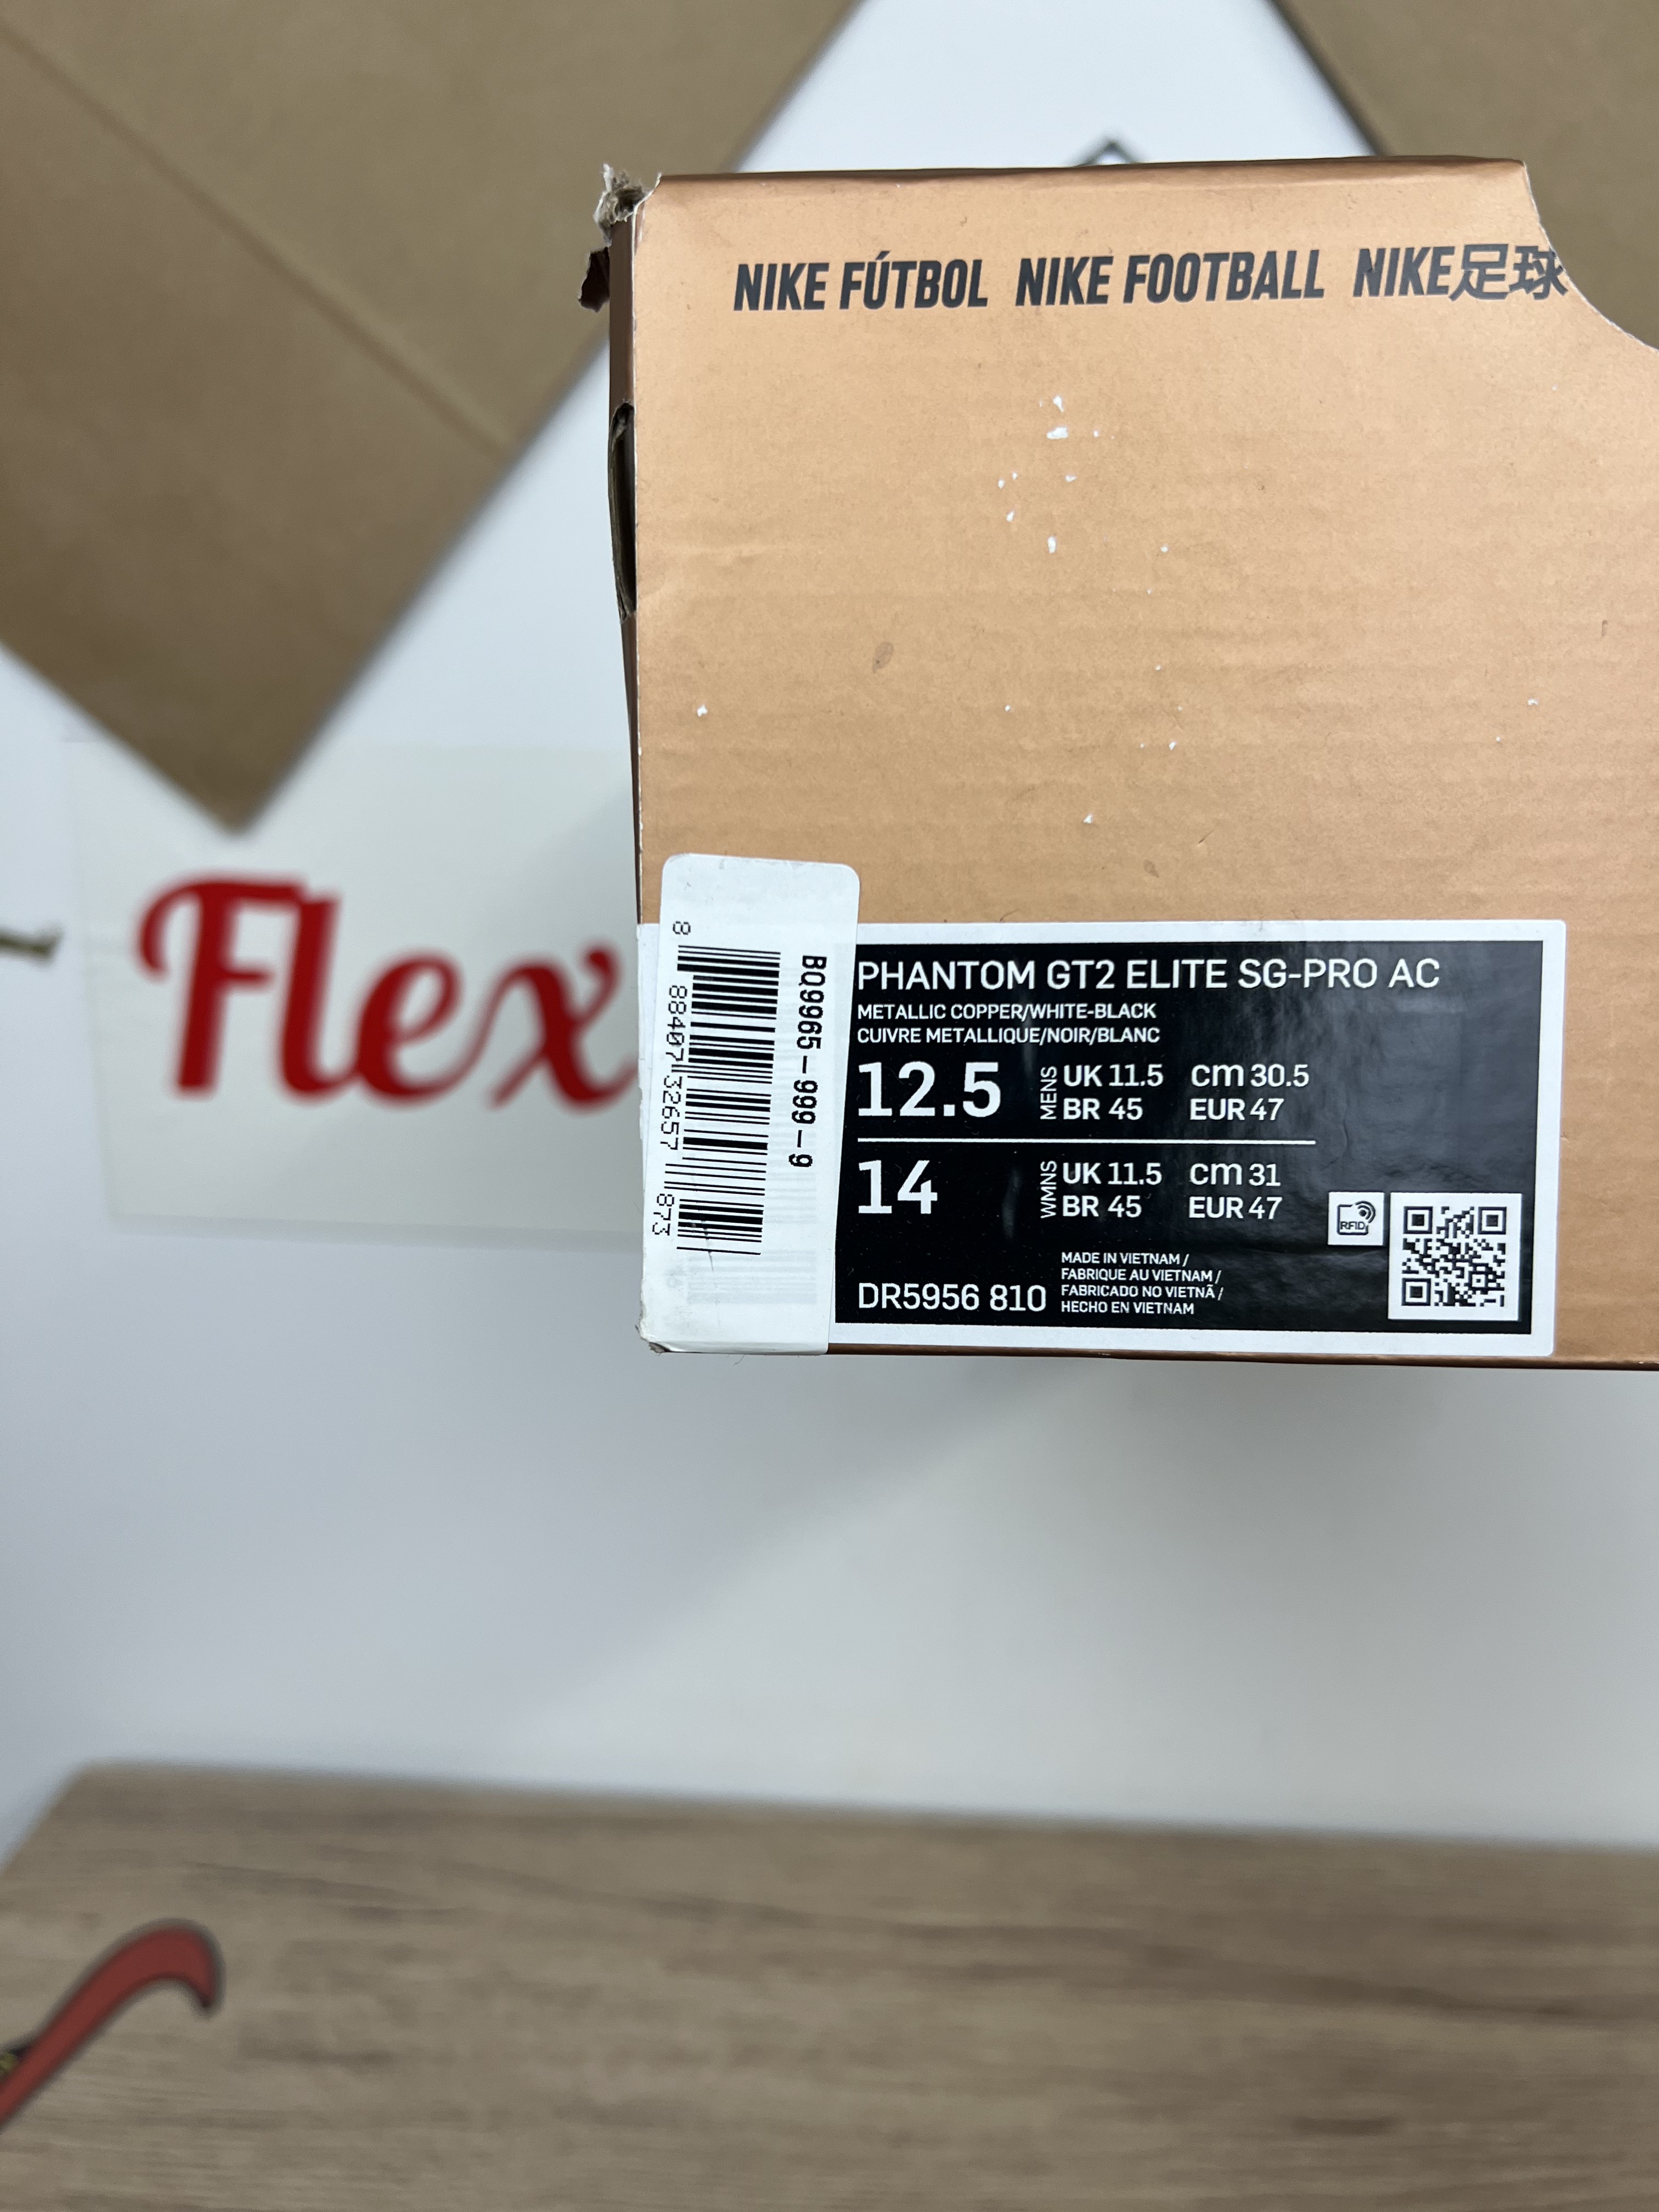 NIKE FÚTBOL NIKE FOOTBALL NIKE足球
Flex
8 88407 32657 873
BQ9965-999-9
PHANTOM GT2 ELITE SG-PRO AC
METALLIC COPPER/WHITE-BLACK
CUIVRE METALLIQUE/NOIR/BLANC
12.5 MENS UK 11.5 cm 30.5
BR 45 EUR 47
14 WMNS UK 11.5 cm 31
BR 45 EUR 47
RFID
MADE IN VIETNAM /
FABRIQUE AU VIETNAM /
FABRICADO NO VIETNÃ /
HECHO EN VIETNAM
DR5956 810